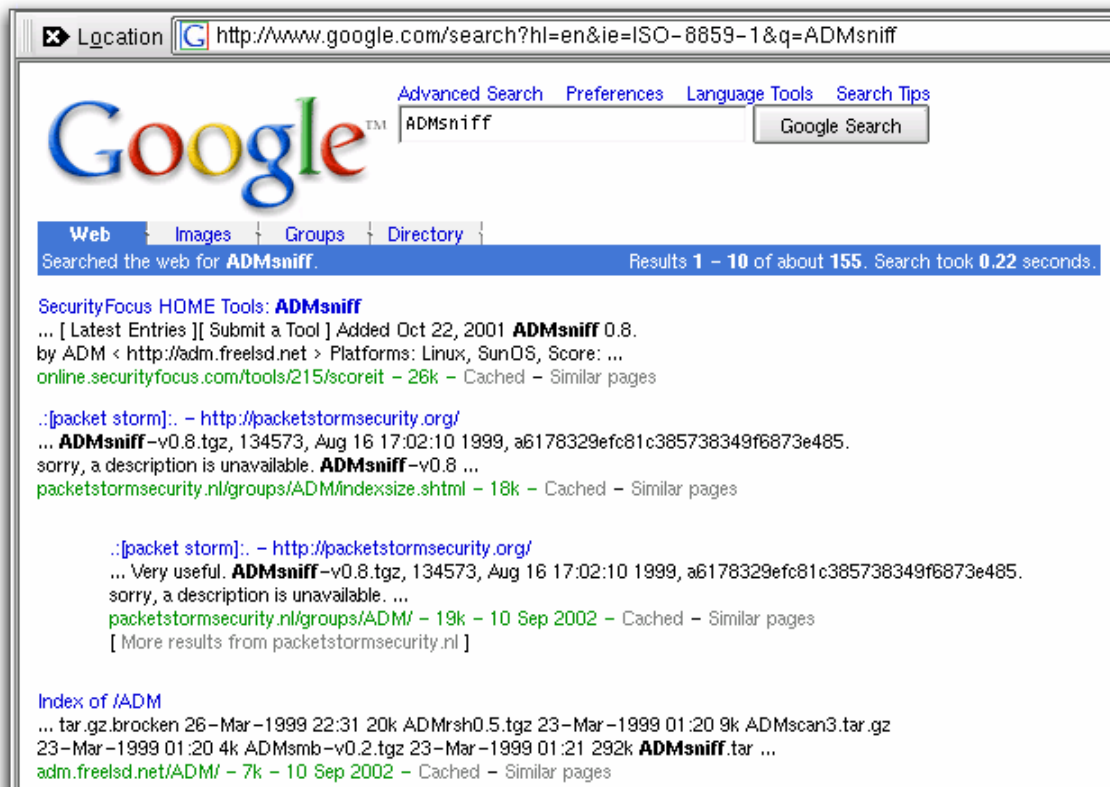 Location http://www.google.com/search?hl=en&ie=ISO-8859-1&q=ADMsniff
Advanced Search Preferences Language Tools Search Tips
Google™
ADMsniff Google Search
Web Images Groups Directory
Searched the web for ADMsniff. Results 1 - 10 of about 155. Search took 0.22 seconds.
SecurityFocus HOME Tools: ADMsniff
... [ Latest Entries ][ Submit a Tool ] Added Oct 22, 2001 ADMsniff 0.8.
by ADM < http://adm.freelsd.net > Platforms: Linux, SunOS, Score: ...
online.securityfocus.com/tools/215/scoreit - 26k - Cached - Similar pages
.:[packet storm]:. - http://packetstormsecurity.org/
... ADMsniff-v0.8.tgz, 134573, Aug 16 17:02:10 1999, a6178329efc81c385738349f6873e485.
sorry, a description is unavailable. ADMsniff-v0.8 ...
packetstormsecurity.nl/groups/ADM/indexsize.shtml - 18k - Cached - Similar pages
.:[packet storm]:. - http://packetstormsecurity.org/
... Very useful. ADMsniff-v0.8.tgz, 134573, Aug 16 17:02:10 1999, a6178329efc81c385738349f6873e485.
sorry, a description is unavailable. ...
packetstormsecurity.nl/groups/ADM/ - 19k - 10 Sep 2002 - Cached - Similar pages
[ More results from packetstormsecurity.nl ]
Index of /ADM
... tar.gz.brocken 26-Mar-1999 22:31 20k ADMrsh0.5.tgz 23-Mar-1999 01:20 9k ADMscan3.tar.gz
23-Mar-1999 01:20 4k ADMsmb-v0.2.tgz 23-Mar-1999 01:21 292k ADMsniff.tar ...
adm.freelsd.net/ADM/ - 7k - 10 Sep 2002 - Cached - Similar pages